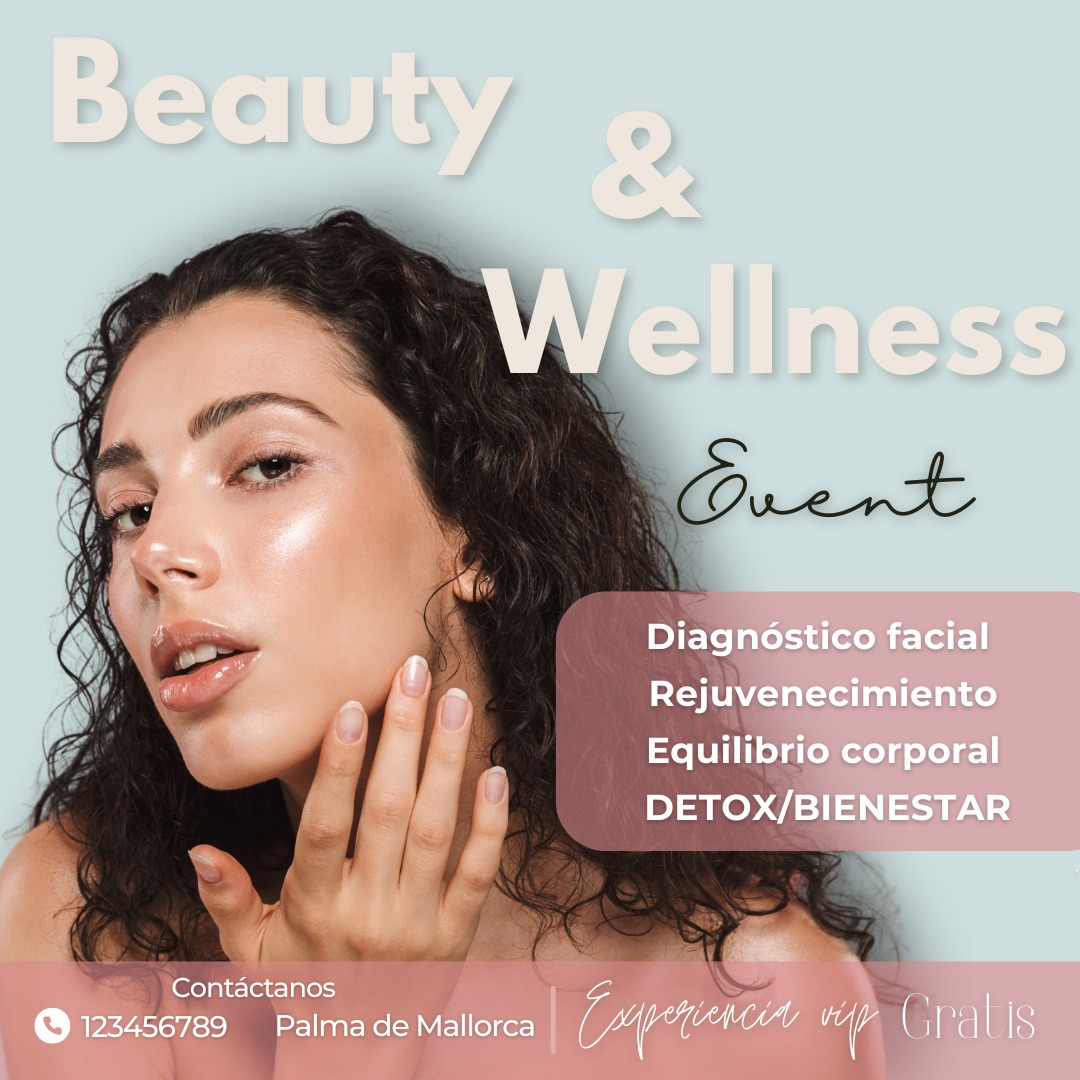 Beauty
&
Wellness
Event
Diagnóstico facial
Rejuvenecimiento
Equilibrio corporal
DETOX/BIENESTAR
Contáctanos
123456789 Palma de Mallorca
Experiencia vip Gratis